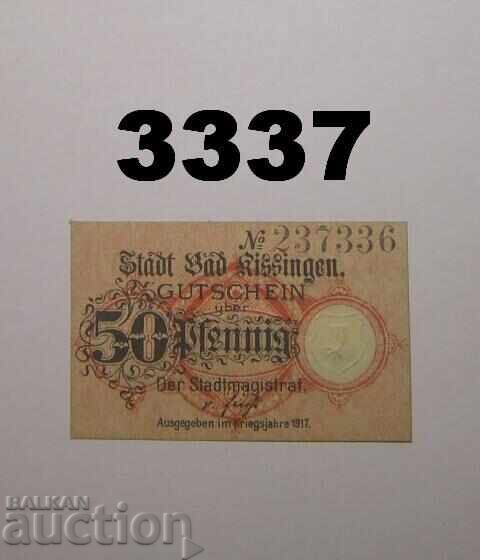 3337
№ 237336
Stadt Bad Kissingen.
GUTSCHEIN
über
50 Pfennig
Der Stadtmagistrat.
Ausgegeben im Kriegsjahre 1917.
BALKAN
auction